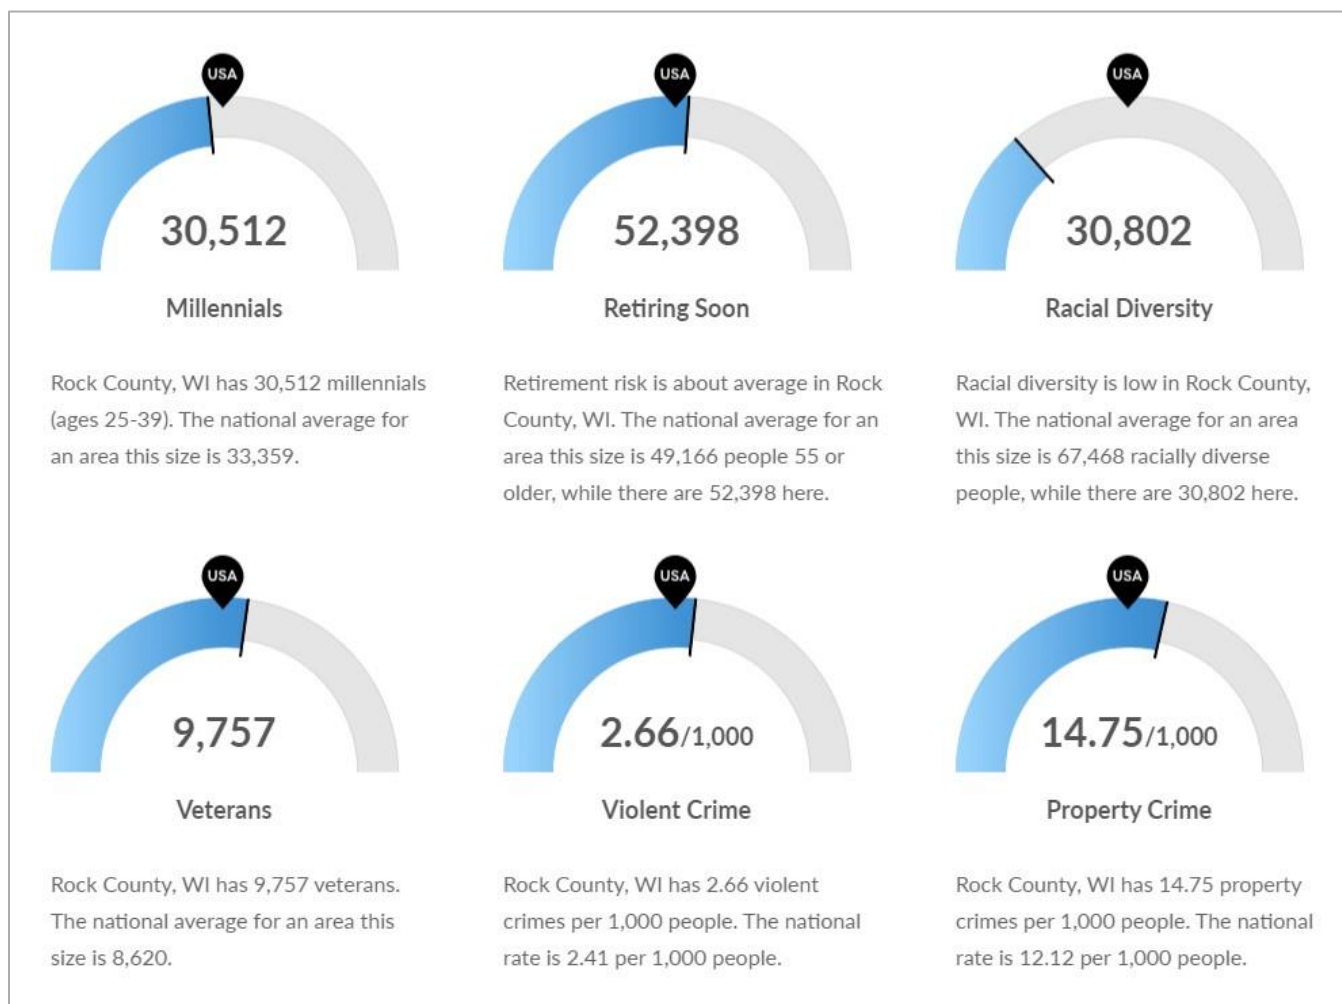 USA
30,512
Millennials
Rock County, WI has 30,512 millennials
(ages 25-39). The national average for
an area this size is 33,359.
USA
52,398
Retiring Soon
Retirement risk is about average in Rock
County, WI. The national average for an
area this size is 49,166 people 55 or
older, while there are 52,398 here.
USA
30,802
Racial Diversity
Racial diversity is low in Rock County,
WI. The national average for an area
this size is 67,468 racially diverse
people, while there are 30,802 here.
USA
9,757
Veterans
Rock County, WI has 9,757 veterans.
The national average for an area this
size is 8,620.
USA
2.66/1,000
Violent Crime
Rock County, WI has 2.66 violent
crimes per 1,000 people. The national
rate is 2.41 per 1,000 people.
USA
14.75/1,000
Property Crime
Rock County, WI has 14.75 property
crimes per 1,000 people. The national
rate is 12.12 per 1,000 people.